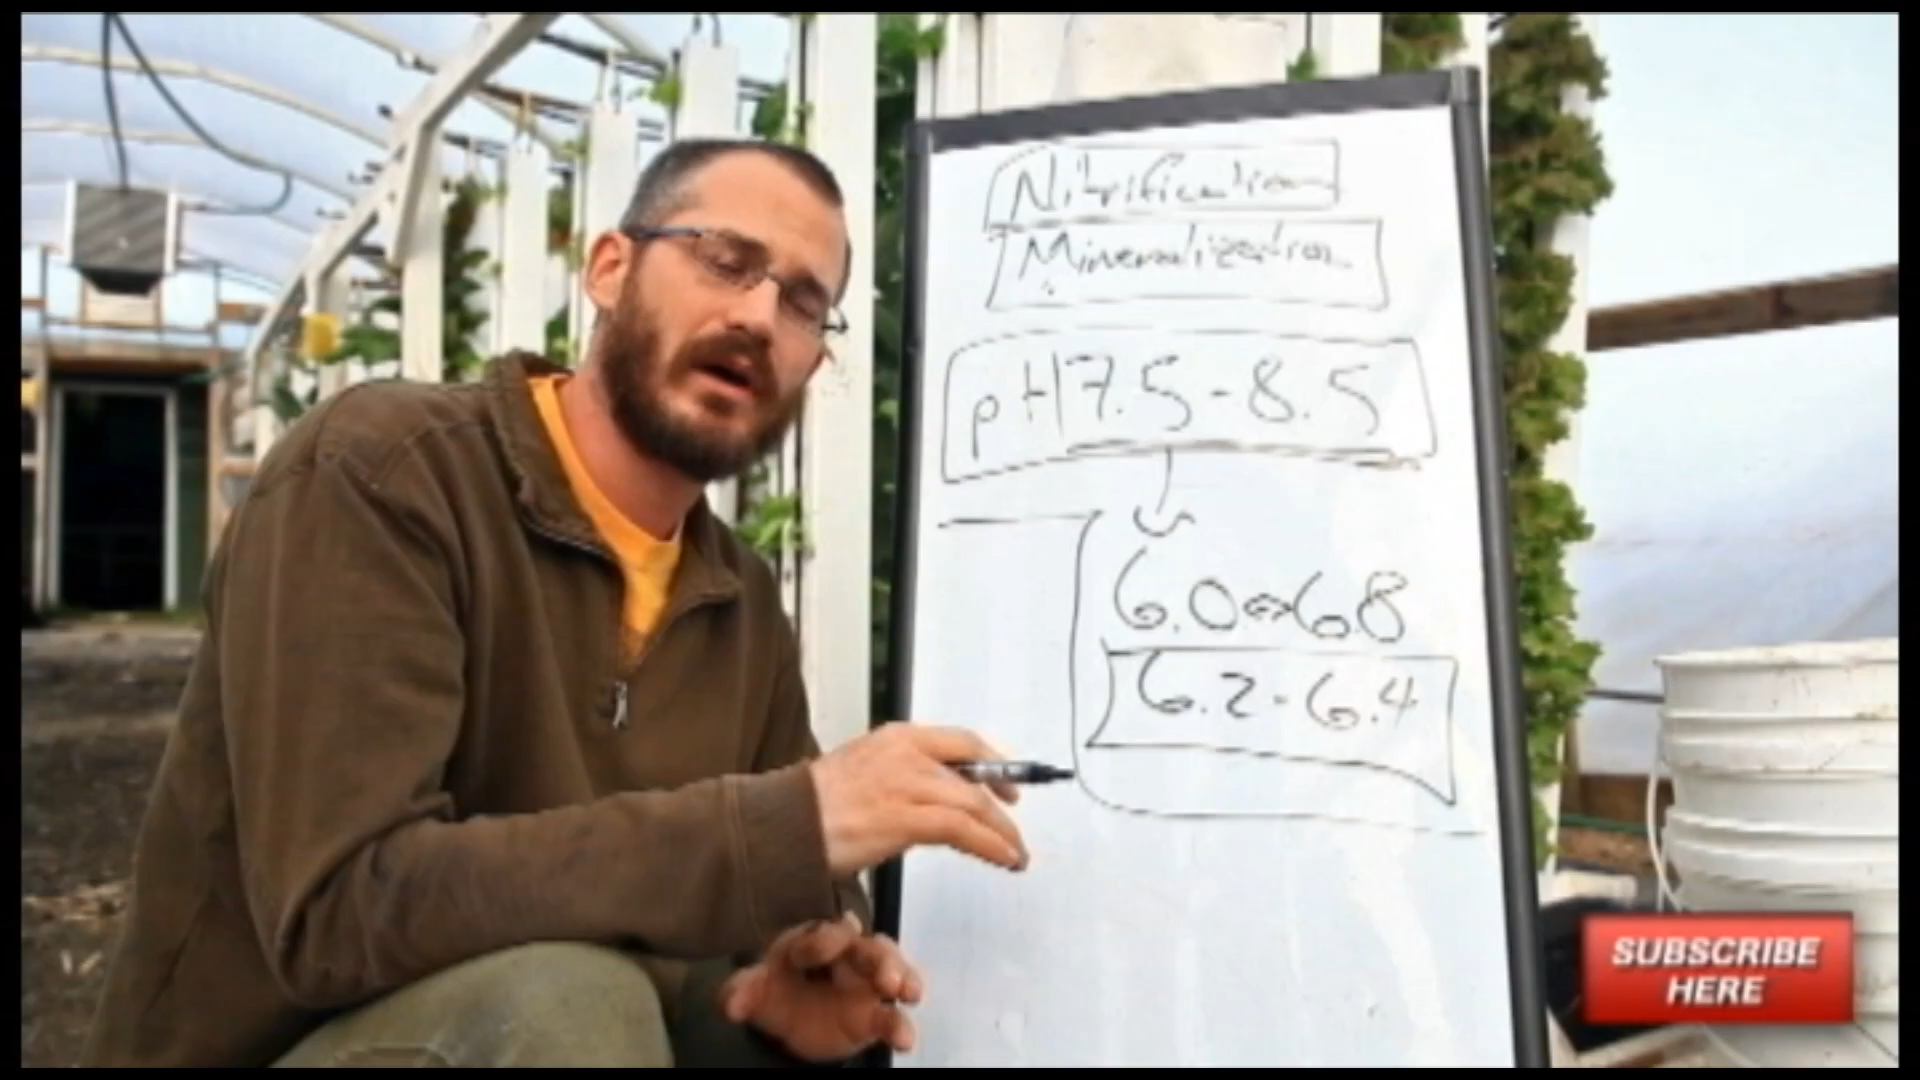 Nitrification
Mineralization
pH 7.5 - 8.5
6.0 ↔ 6.8
6.2 - 6.4
SUBSCRIBE
HERE